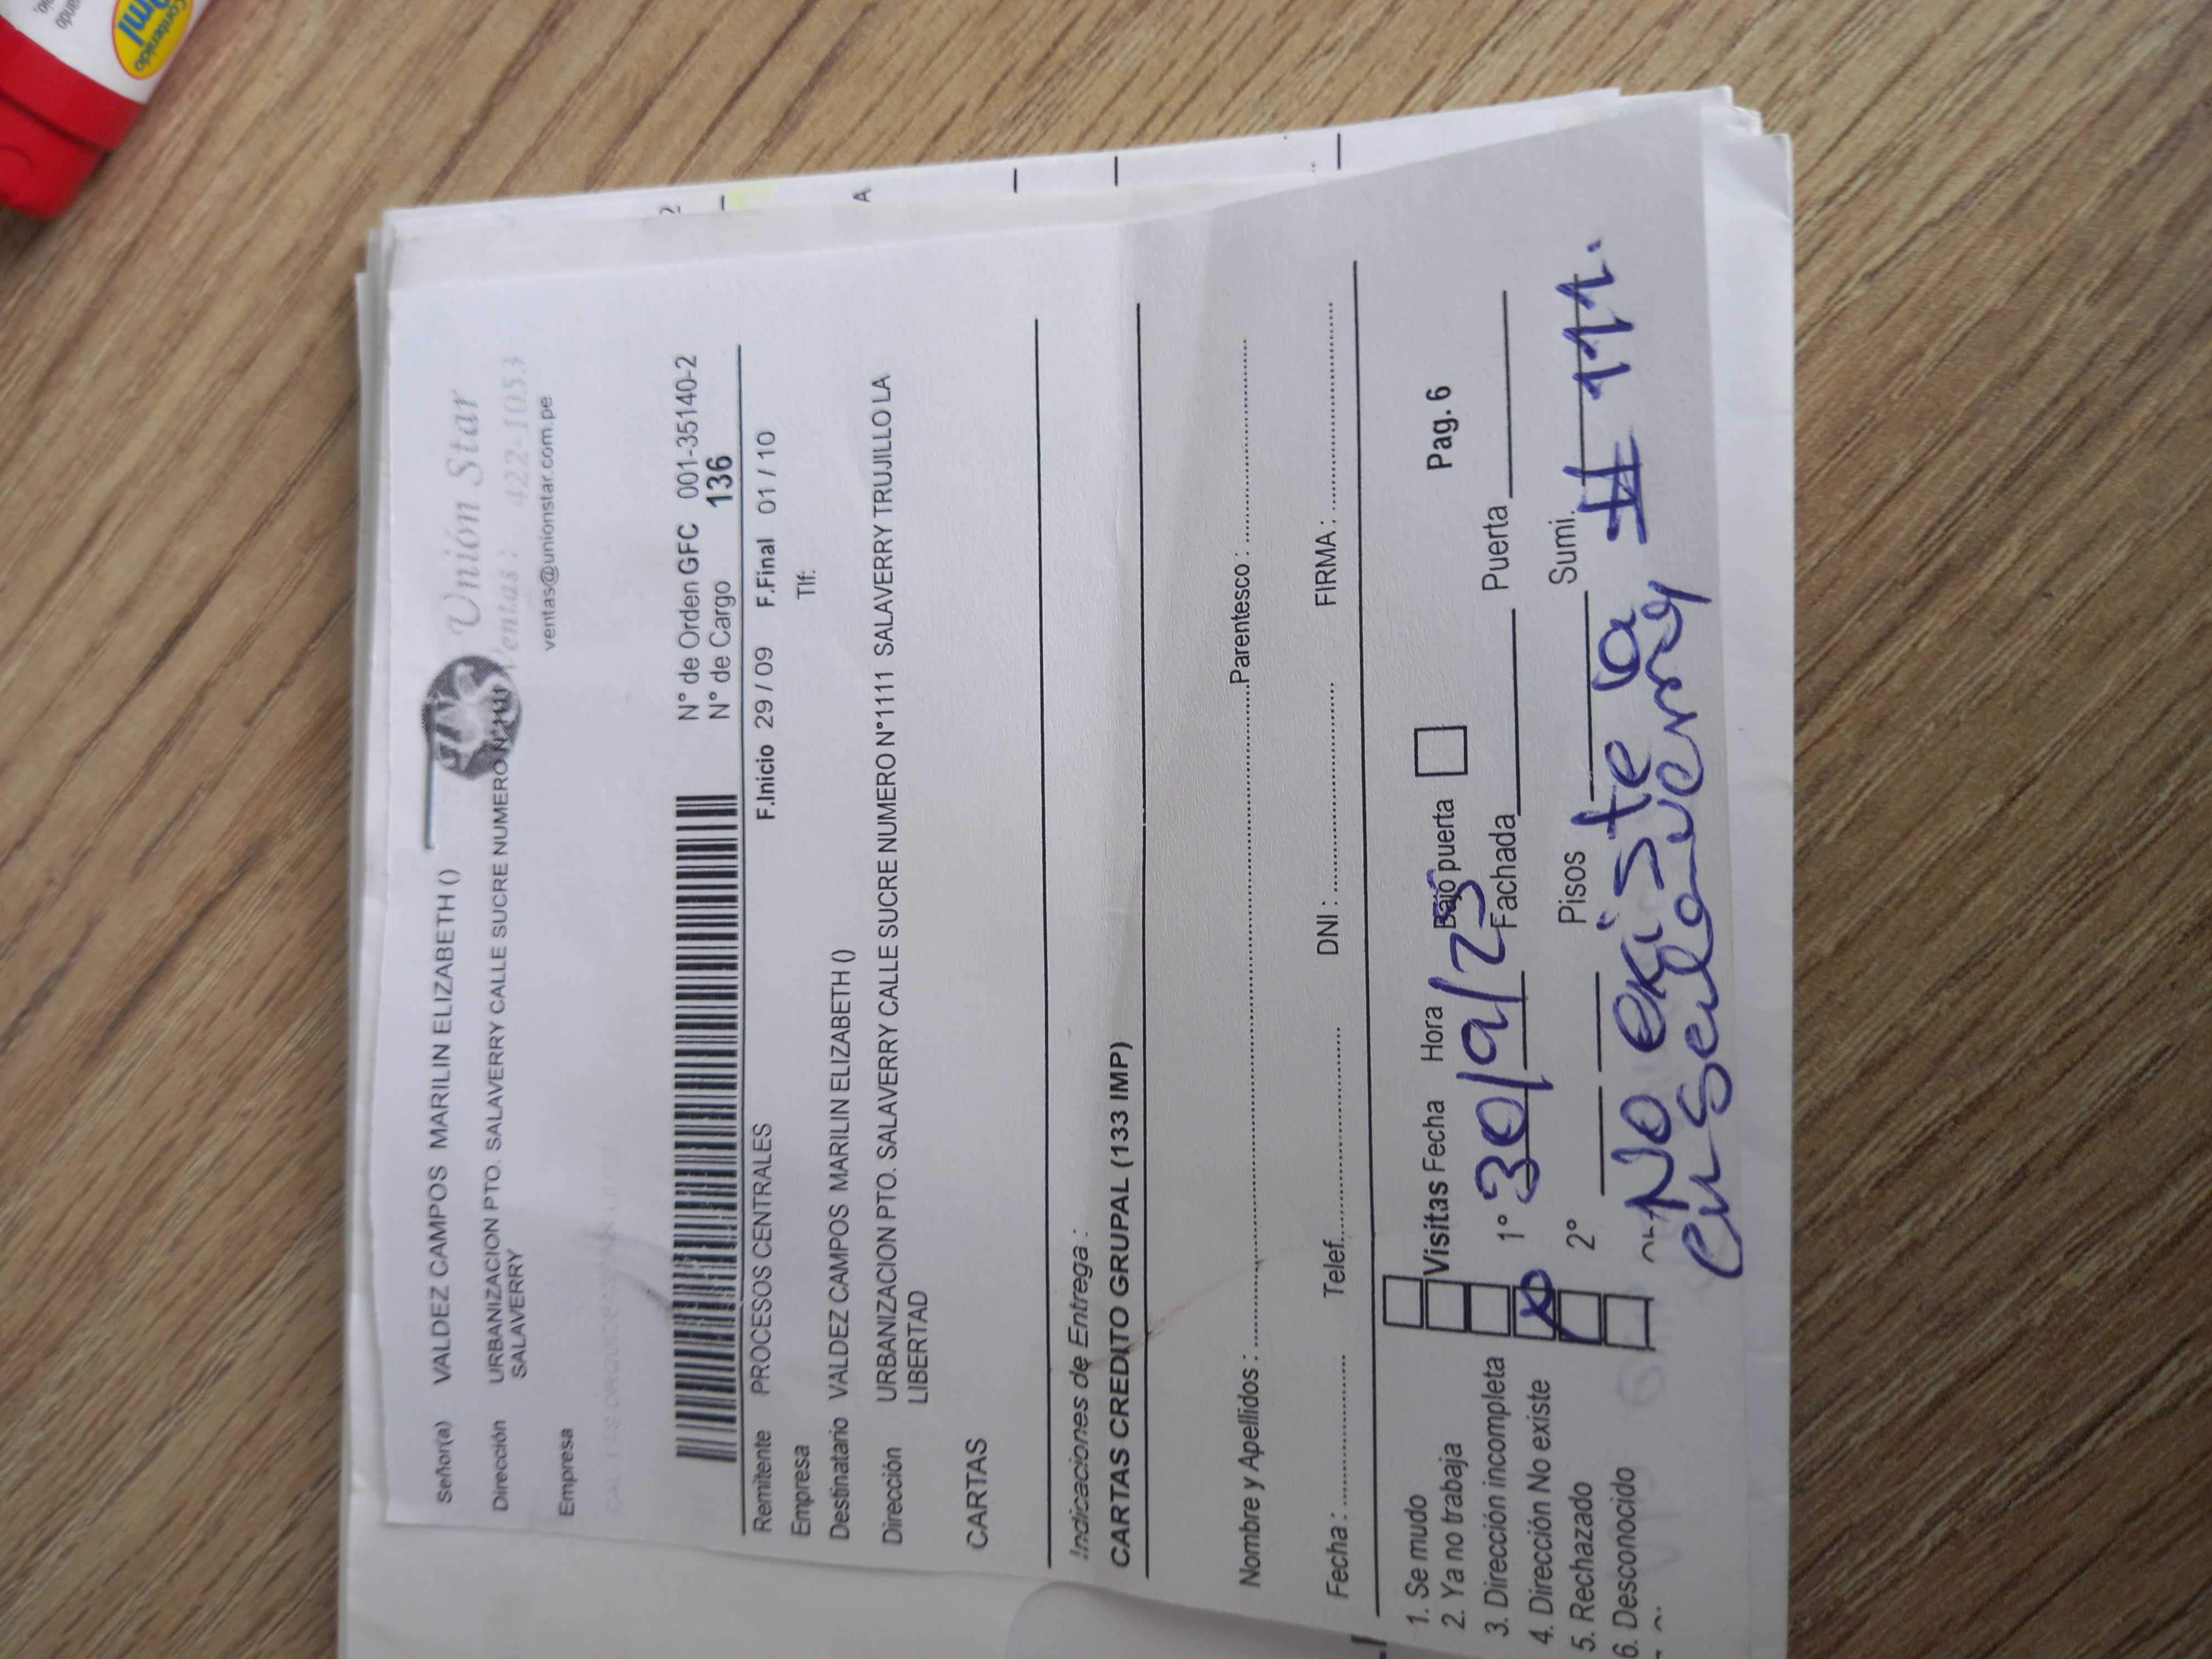 Unión Star
Ventas : 422-1053
ventas@unionstar.com.pe
Señor(a) VALDEZ CAMPOS MARILIN ELIZABETH ()
Dirección URBANIZACION PTO. SALAVERRY CALLE SUCRE NUMERO N°1111
SALAVERRY
Empresa
N° de Orden GFC 001-35140-2
N° de Cargo 136
Remitente PROCESOS CENTRALES F.Inicio 29 / 09 F.Final 01 / 10
Empresa Tlf:
Destinatario VALDEZ CAMPOS MARILIN ELIZABETH ()
Dirección URBANIZACION PTO. SALAVERRY CALLE SUCRE NUMERO N°1111 SALAVERRY TRUJILLO LA
LIBERTAD
CARTAS
Indicaciones de Entrega :
CARTAS CREDITO GRUPAL (133 IMP)
Nombre y Apellidos : Parentesco :
Fecha : Telef. DNI : FIRMA :
1. Se mudo
2. Ya no trabaja
3. Dirección incompleta
4. Dirección No existe
5. Rechazado
6. Desconocido
Visitas Fecha Hora Bajo puerta Pag. 6
1° 30/9/23 Fachada Puerta
2° Pisos Sumi.
No existe la # 111.
en Salaverry
Contenido